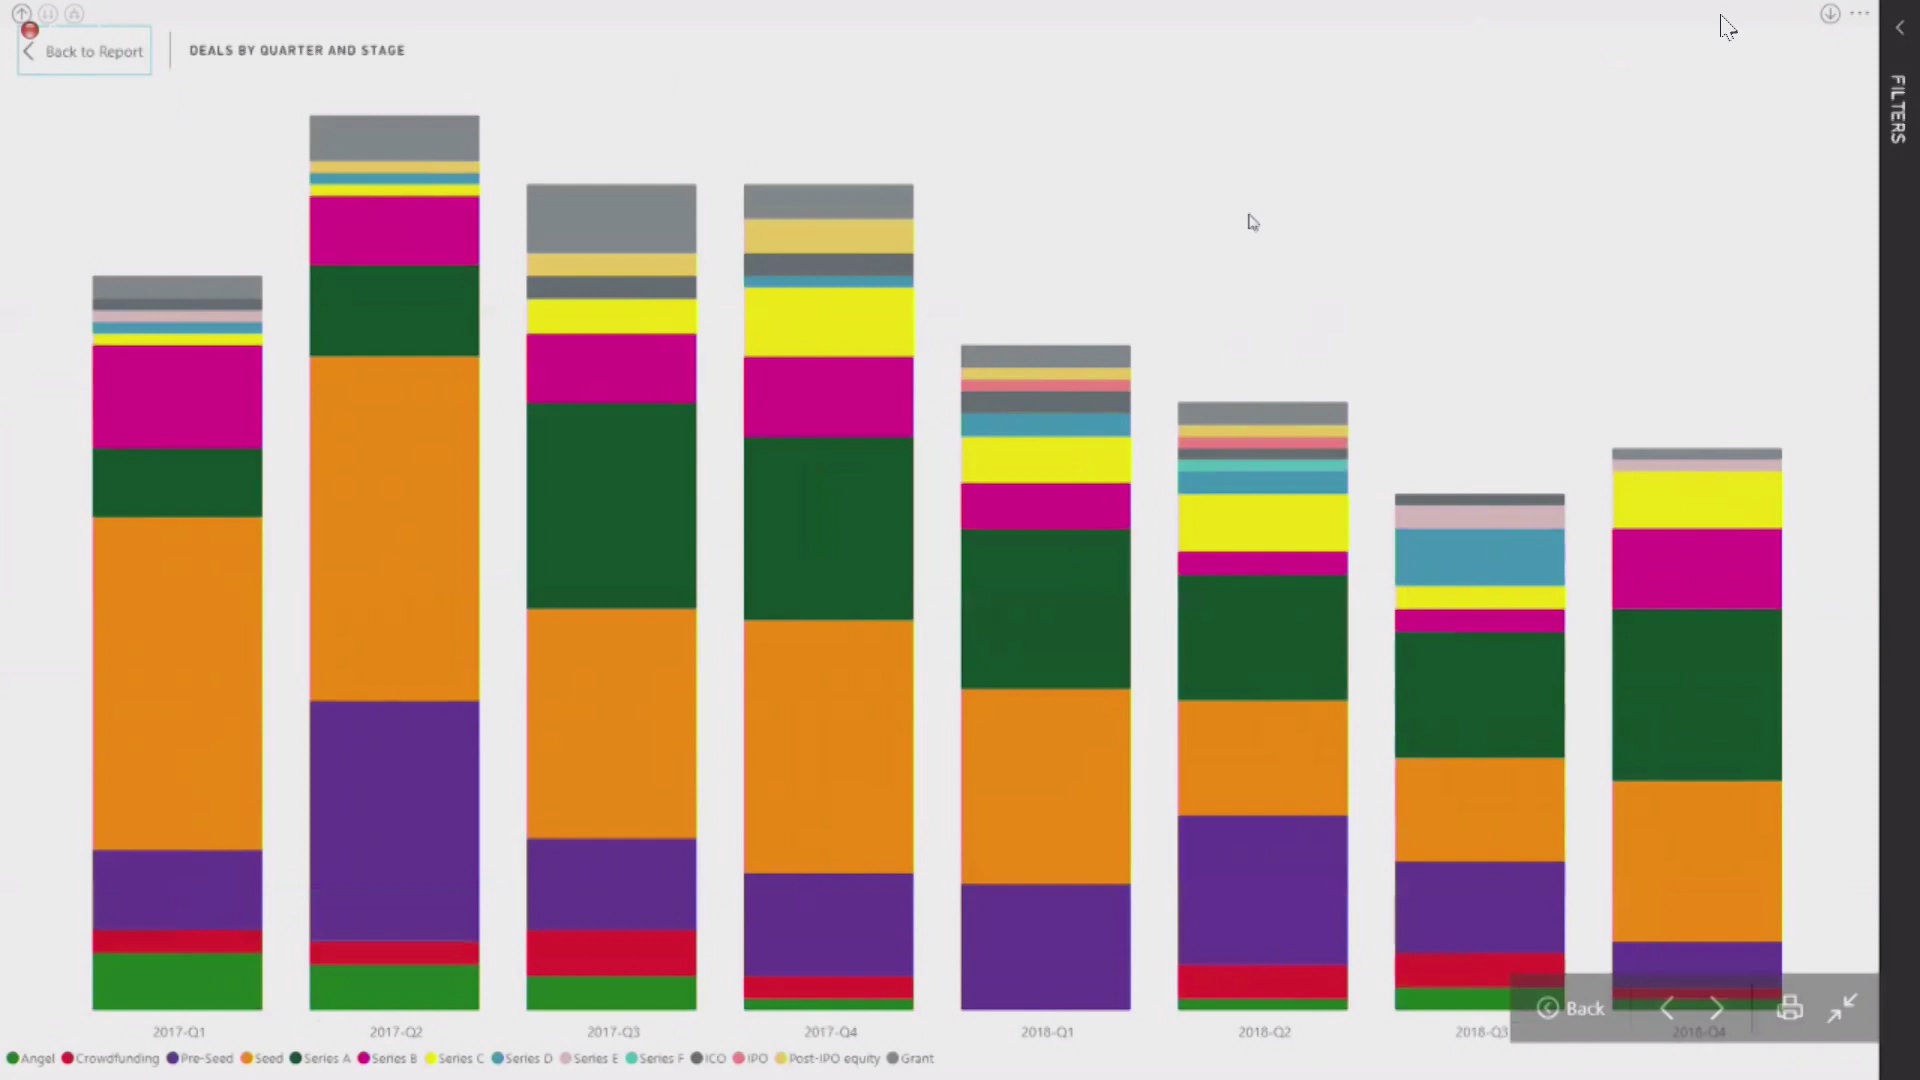 Back to Report
DEALS BY QUARTER AND STAGE
FILTERS
2017-Q1 2017-Q2 2017-Q3 2017-Q4 2018-Q1 2018-Q2 2018-Q3 2018-Q4
Angel Crowdfunding Pre-Seed Seed Series A Series B Series C Series D Series E Series F ICO IPO Post-IPO equity Grant
Back